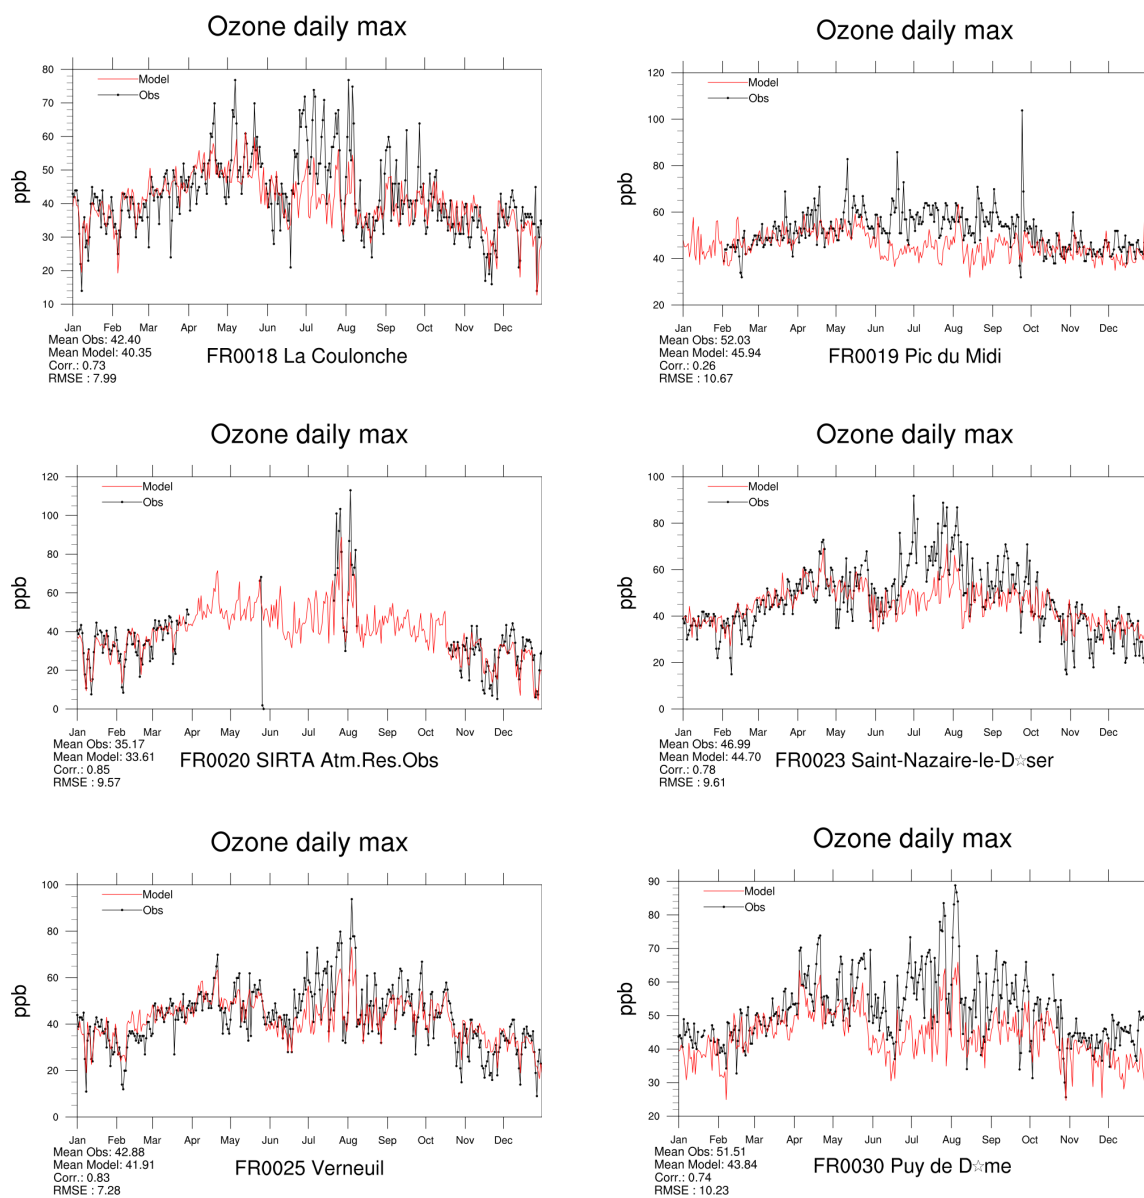 Ozone daily max
ppb
80
70
60
50
40
30
20
10
Model
Obs
Jan Feb Mar Apr May Jun Jul Aug Sep Oct Nov Dec
Mean Obs: 42.40
Mean Model: 40.35
Corr.: 0.73
RMSE : 7.99
FR0018 La Coulonche
Ozone daily max
ppb
120
100
80
60
40
20
Model
Obs
Jan Feb Mar Apr May Jun Jul Aug Sep Oct Nov Dec
Mean Obs: 52.03
Mean Model: 45.94
Corr.: 0.26
RMSE : 10.67
FR0019 Pic du Midi
Ozone daily max
ppb
120
100
80
60
40
20
0
Model
Obs
Jan Feb Mar Apr May Jun Jul Aug Sep Oct Nov Dec
Mean Obs: 35.17
Mean Model: 33.61
Corr.: 0.85
RMSE : 9.57
FR0020 SIRTA Atm.Res.Obs
Ozone daily max
ppb
100
80
60
40
20
0
Model
Obs
Jan Feb Mar Apr May Jun Jul Aug Sep Oct Nov Dec
Mean Obs: 46.99
Mean Model: 44.70
Corr.: 0.78
RMSE : 9.61
FR0023 Saint-Nazaire-le-D☆ser
Ozone daily max
ppb
100
80
60
40
20
0
Model
Obs
Jan Feb Mar Apr May Jun Jul Aug Sep Oct Nov Dec
Mean Obs: 42.88
Mean Model: 41.91
Corr.: 0.83
RMSE : 7.28
FR0025 Verneuil
Ozone daily max
ppb
90
80
70
60
50
40
30
20
Model
Obs
Jan Feb Mar Apr May Jun Jul Aug Sep Oct Nov Dec
Mean Obs: 51.51
Mean Model: 43.84
Corr.: 0.74
RMSE : 10.23
FR0030 Puy de D☆me